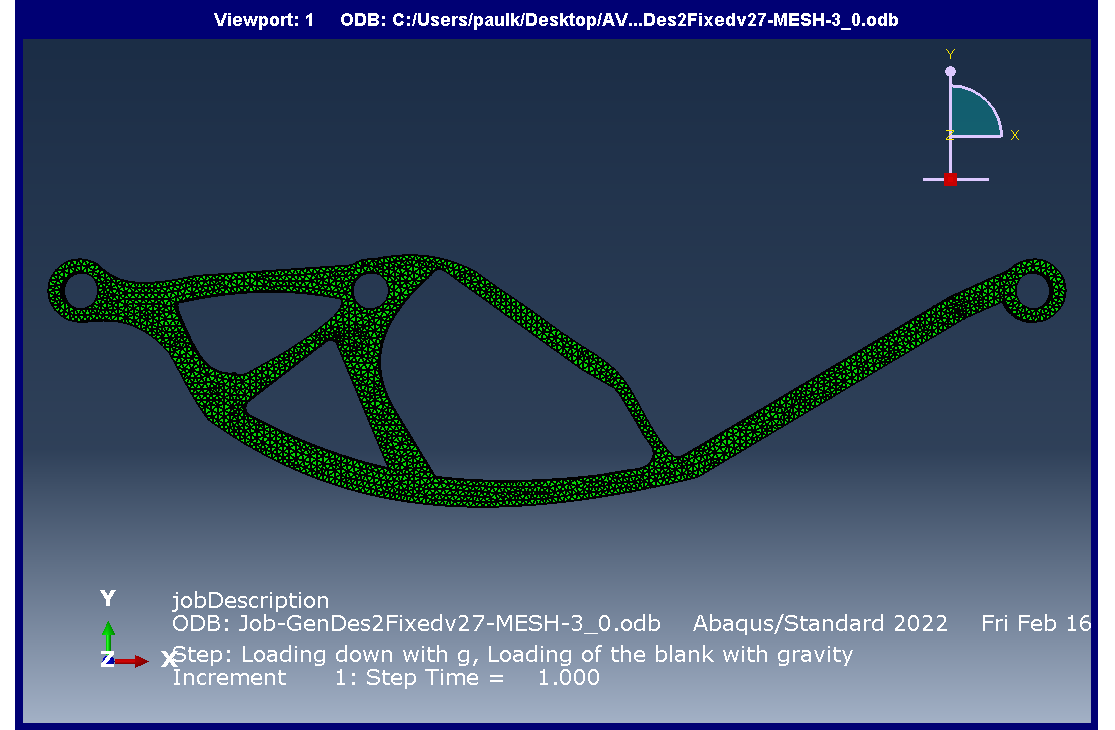 Viewport: 1 ODB: C:/Users/paulk/Desktop/AV...Des2Fixedv27-MESH-3_0.odb
Y
Z X
Y
jobDescription
ODB: Job-GenDes2Fixedv27-MESH-3_0.odb Abaqus/Standard 2022 Fri Feb 16
Z X Step: Loading down with g, Loading of the blank with gravity
Increment 1: Step Time = 1.000